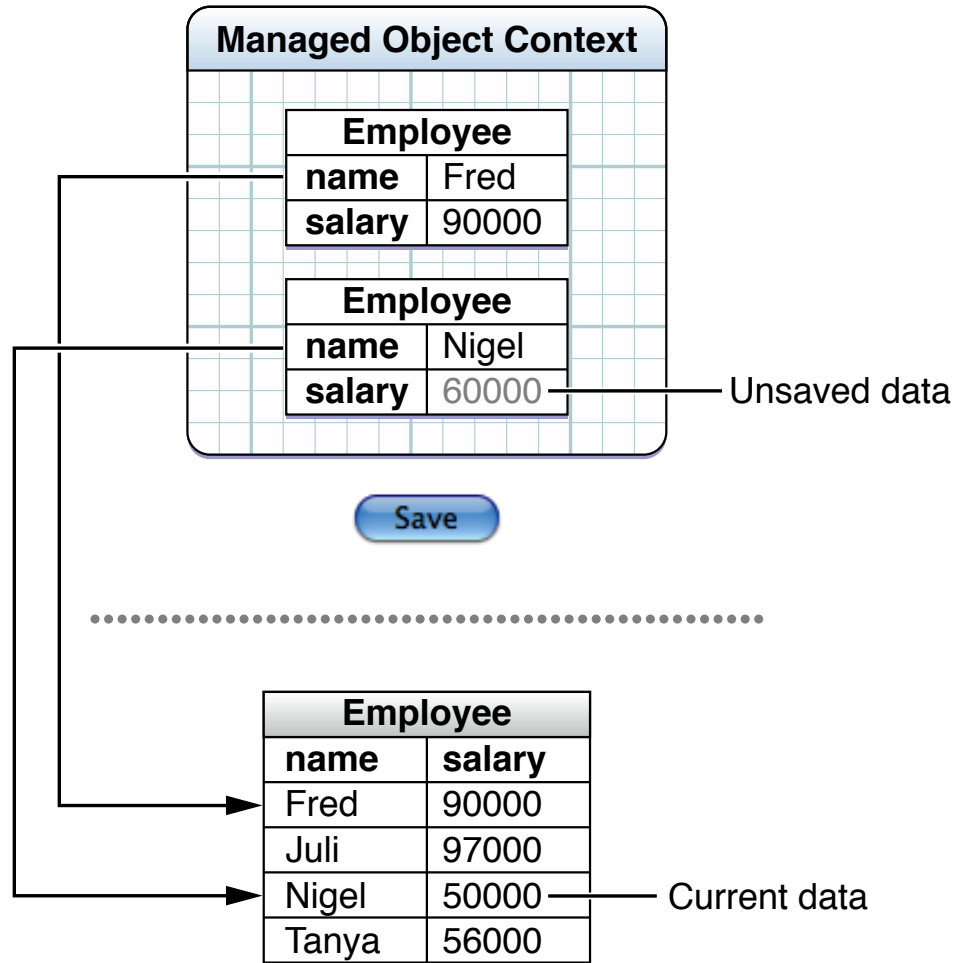 Managed Object Context
Employee
name Fred
salary 90000
Employee
name Nigel
salary 60000 Unsaved data
Save
Employee
name salary
Fred 90000
Juli 97000
Nigel 50000 Current data
Tanya 56000